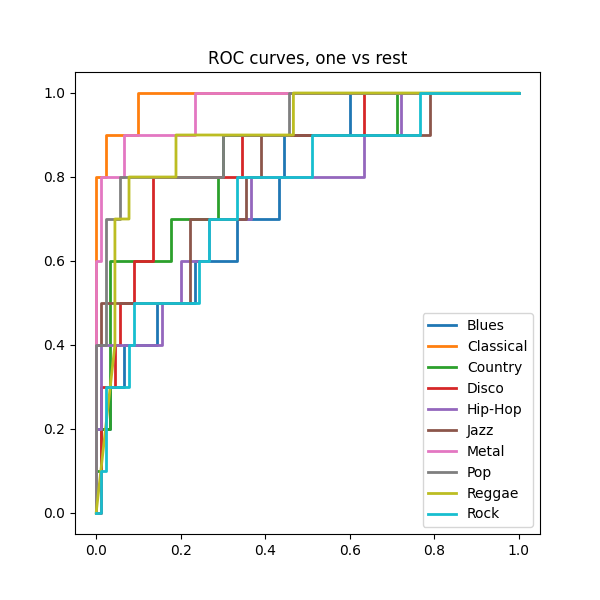 ROC curves, one vs rest
1.0
0.8
0.6
0.4
0.2
0.0
0.0 0.2 0.4 0.6 0.8 1.0
Blues
Classical
Country
Disco
Hip-Hop
Jazz
Metal
Pop
Reggae
Rock